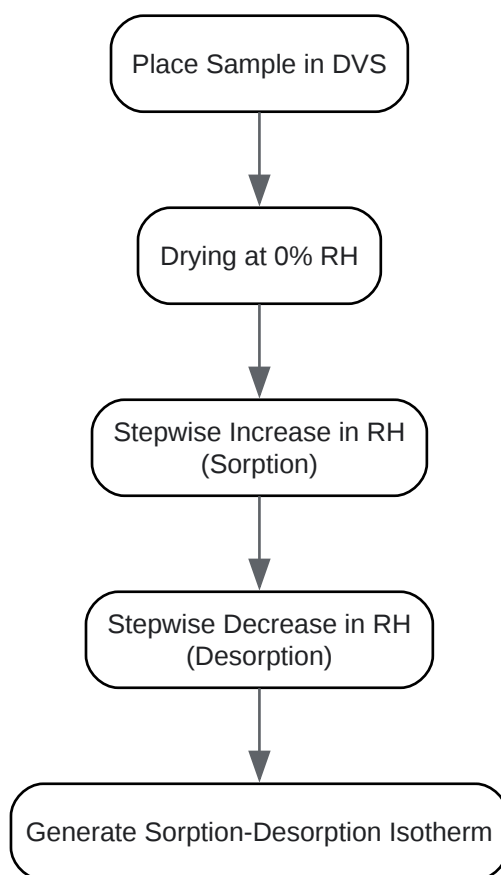 Place Sample in DVS
Drying at 0% RH
Stepwise Increase in RH
(Sorption)
Stepwise Decrease in RH
(Desorption)
Generate Sorption-Desorption Isotherm